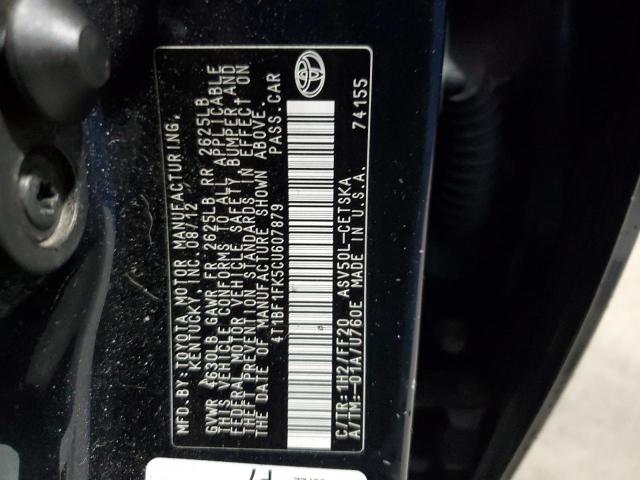 MFD.BY:TOYOTA MOTOR MANUFACTURING,
KENTUCKY, INC. 08/12
GVWR 4630LB GAWR FR 2625LB RR 2625LB
THIS VEHICLE CONFORMS TO ALL APPLICABLE
FEDERAL MOTOR VEHICLE SAFETY, BUMPER, AND
THEFT PREVENTION STANDARDS IN EFFECT ON
THE DATE OF MANUFACTURE SHOWN ABOVE.
4T1BF1FK5CU607879 PASS.CAR
C/TR:1H2/FF20 ASV50L-CETSKA 74155
A/TM:-01A/U760E MADE IN U.S.A.